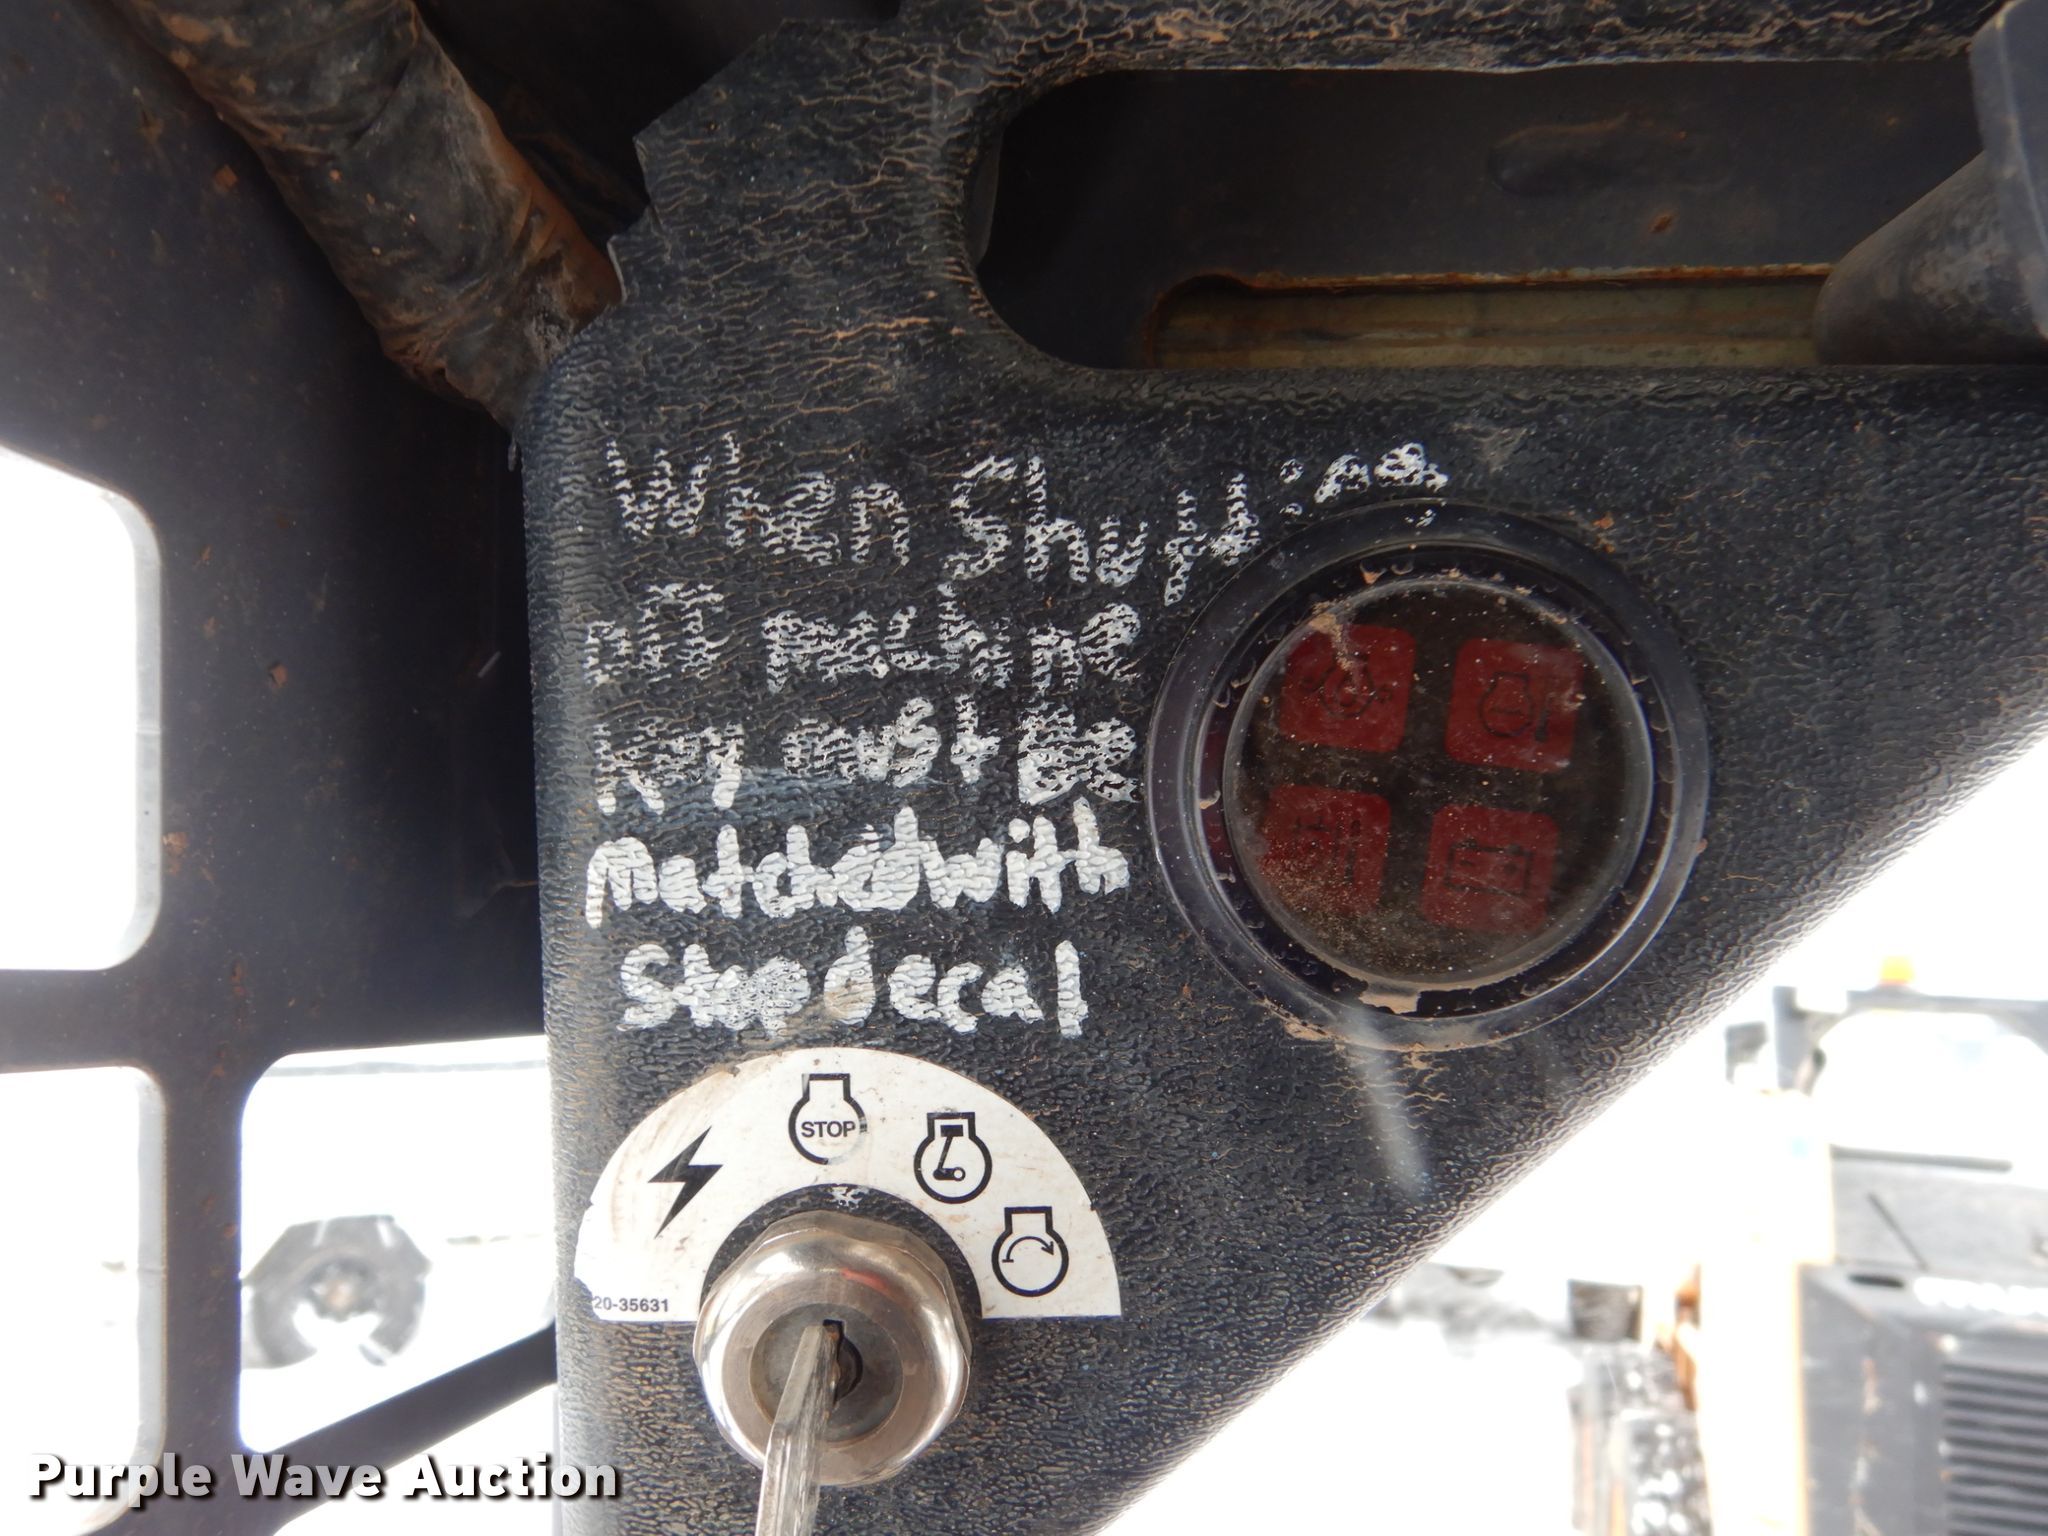 When Shutting
off machine
key must Be
Matched with
Stop decal
STOP
20-35631
Purple Wave Auction